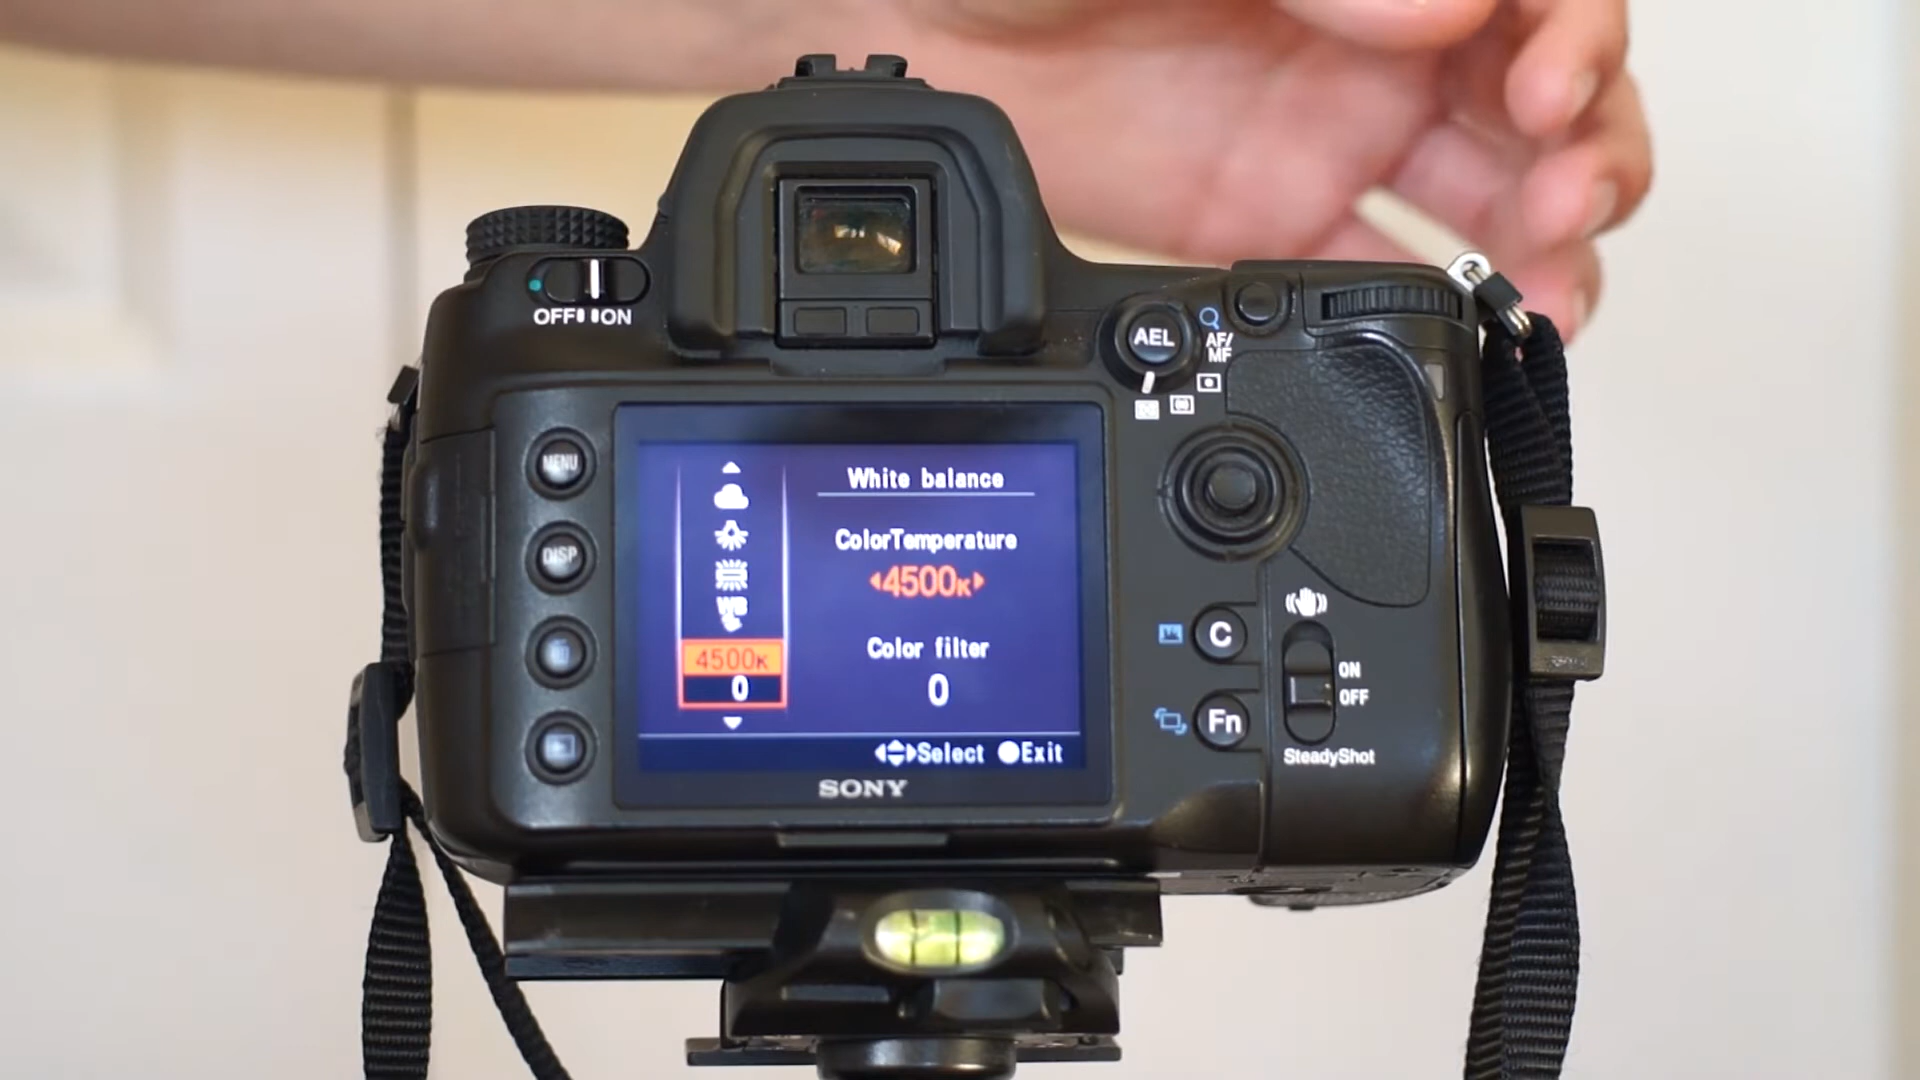 OFF ON
AEL
AF/
MF
MENU
White balance
DISP
ColorTemperature
4500K
WB
4500K
0
Color filter
0
C
ON
OFF
Fn
Select Exit
SteadyShot
SONY